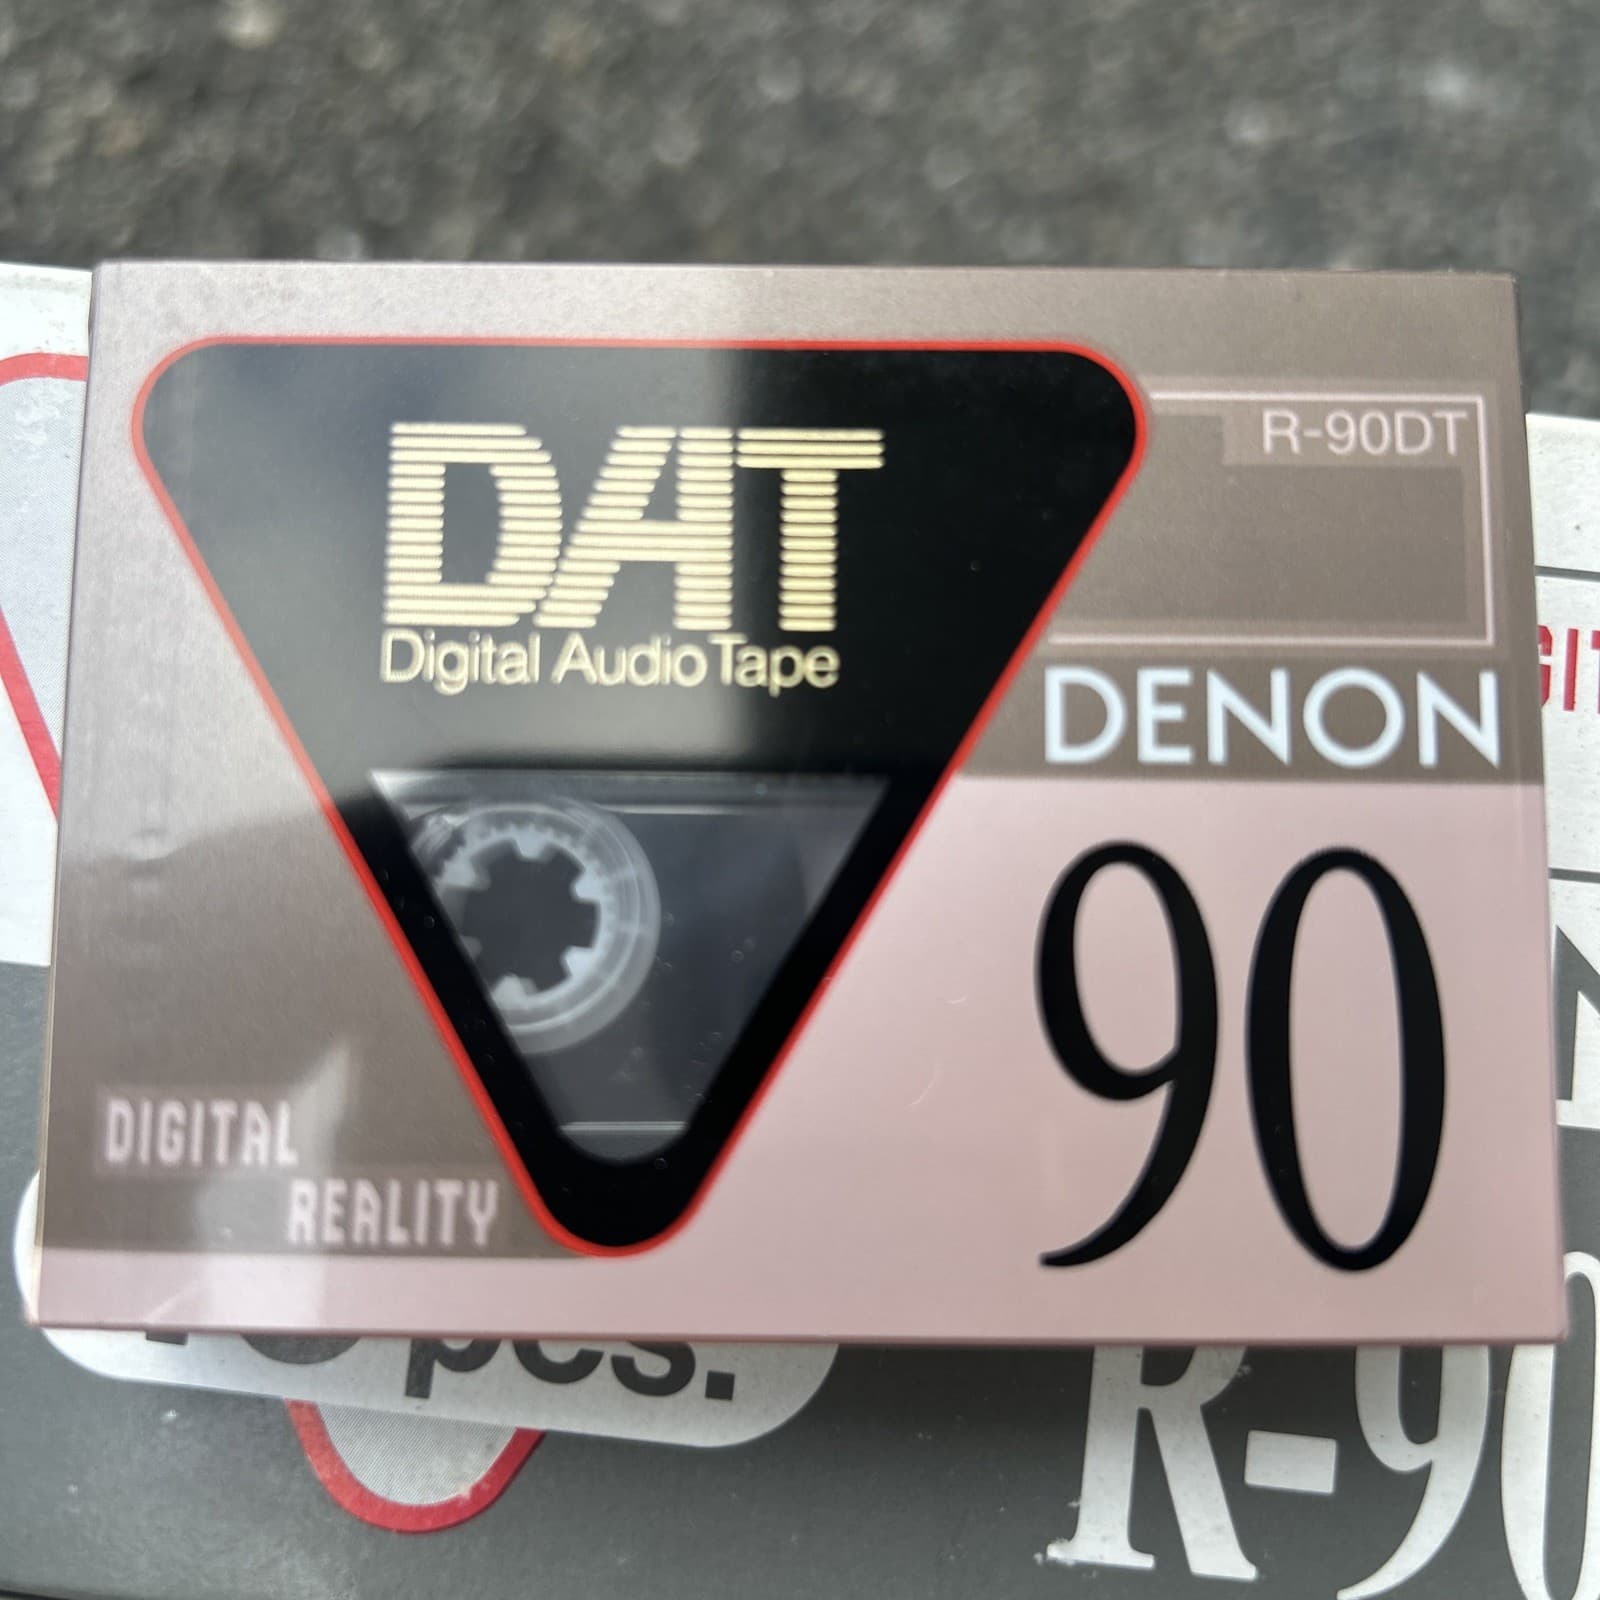 DAT
Digital Audio Tape
R-90DT
DENON
90
DIGITAL
REALITY
pcs.
R-90